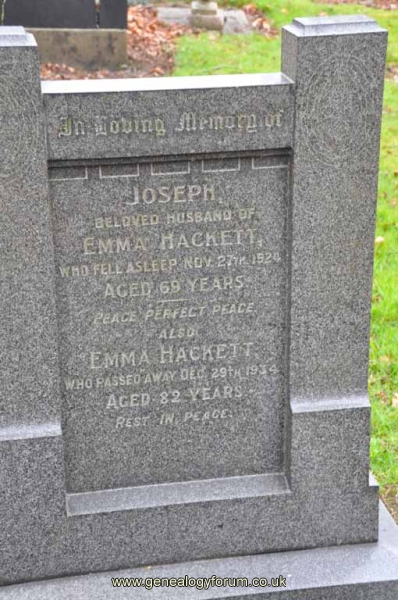 In Loving Memory of
JOSEPH,
BELOVED HUSBAND OF
EMMA HACKETT,
WHO FELL ASLEEP NOV. 27TH 1924
AGED 69 YEARS.
PEACE, PERFECT PEACE.
ALSO
EMMA HACKETT
WHO PASSED AWAY DEC. 29TH 1934
AGED 82 YEARS.
REST IN PEACE.
www.genealogyforum.co.uk